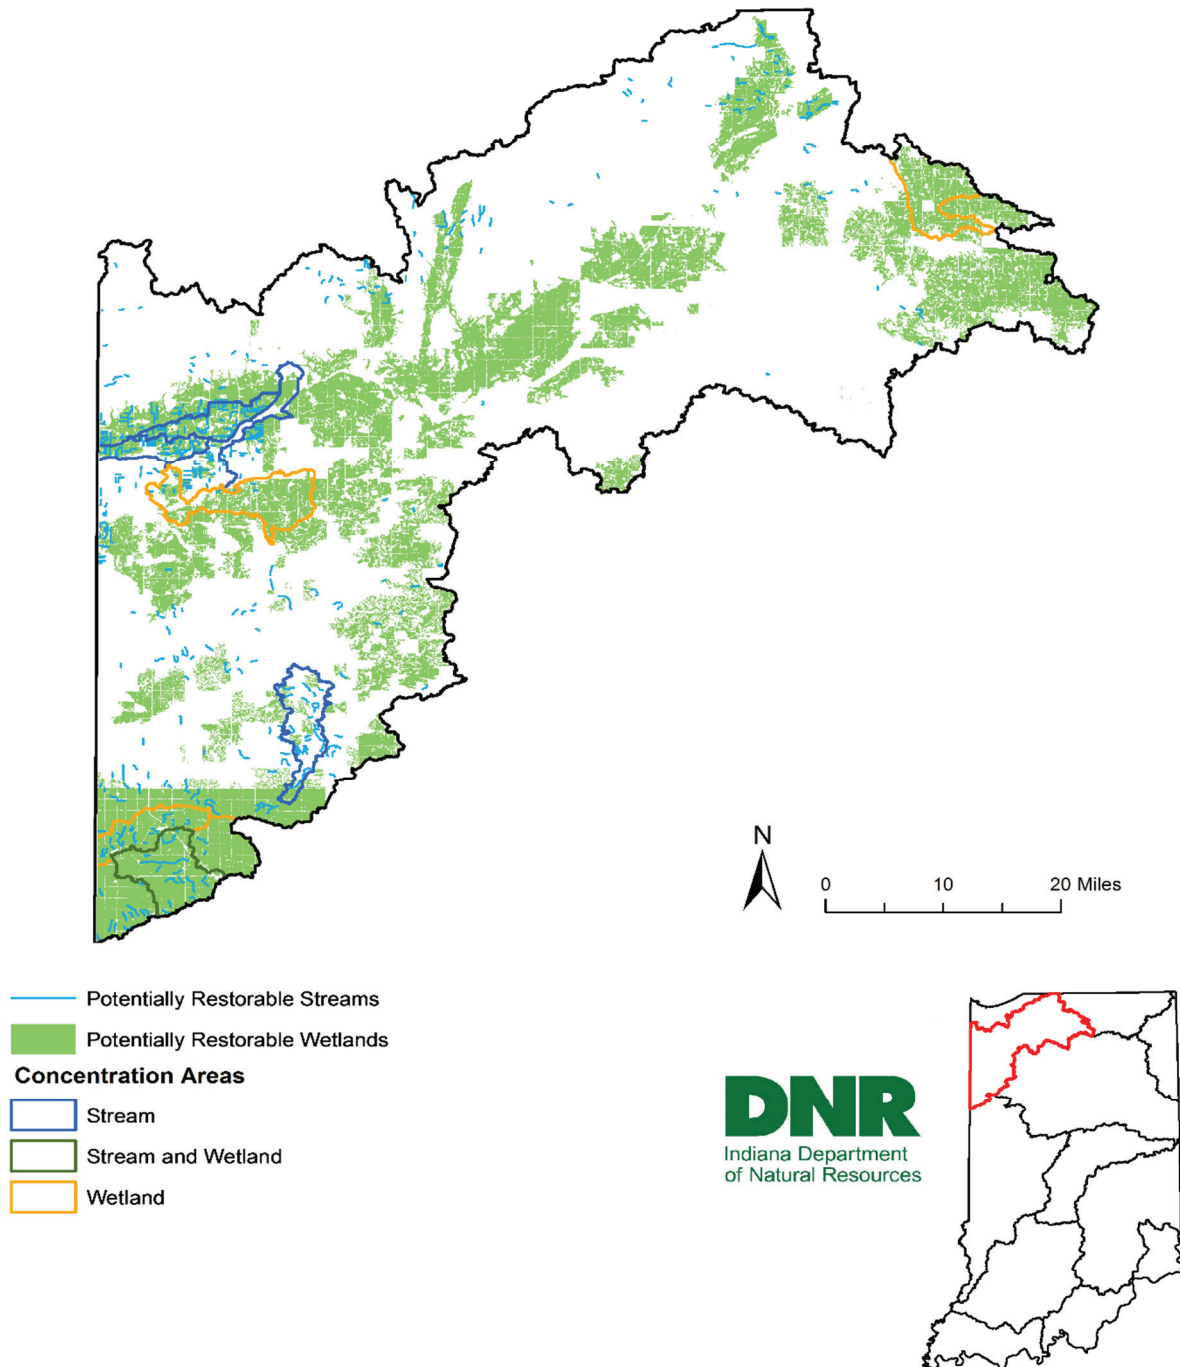 N
0 10 20 Miles
Potentially Restorable Streams
Potentially Restorable Wetlands
Concentration Areas
Stream
Stream and Wetland
Wetland
DNR
Indiana Department
of Natural Resources